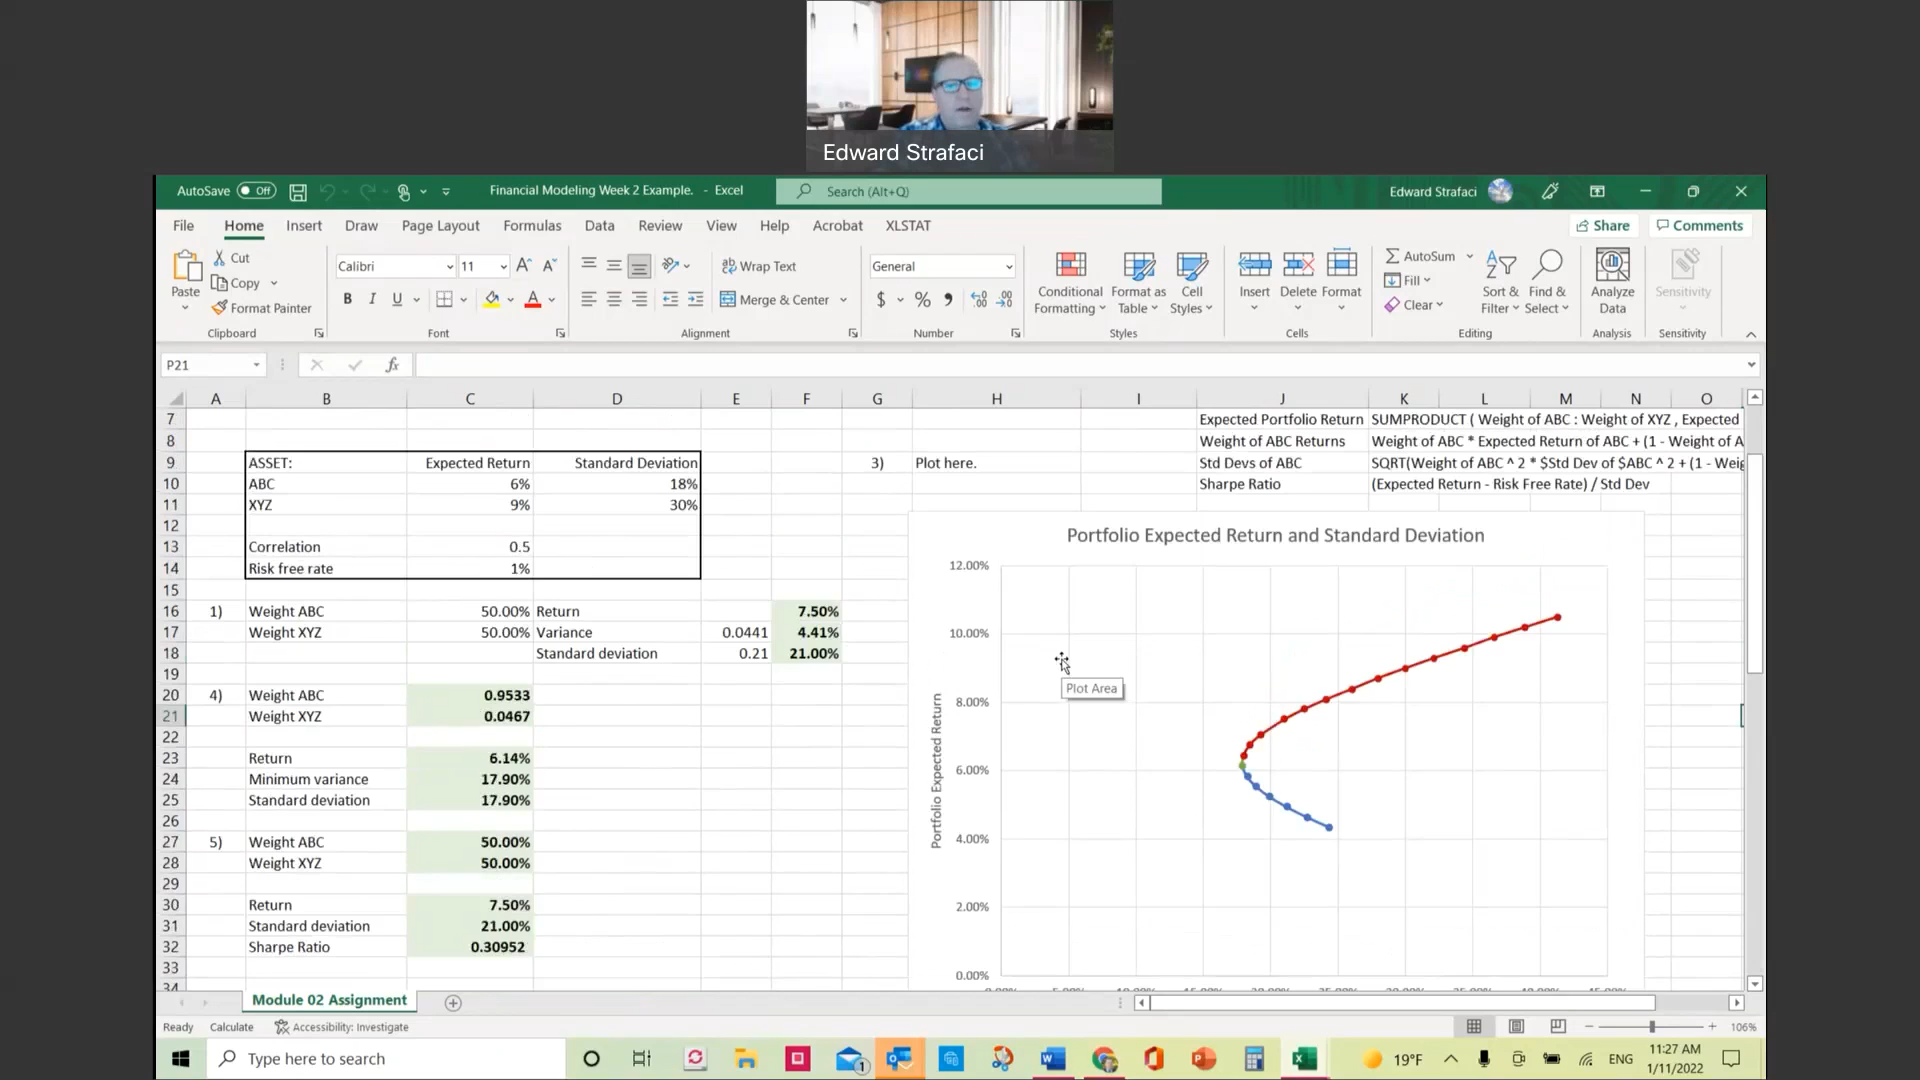 Edward Strafaci
AutoSave Off Financial Modeling Week 2 Example. - Excel Search (Alt+Q) Edward Strafaci
File Home Insert Draw Page Layout Formulas Data Review View Help Acrobat XLSTAT Share Comments
Paste Cut Copy Format Painter
Calibri 11 B I U
Wrap Text Merge & Center
General $ % ,
Conditional Formatting Format as Table Cell Styles
Insert Delete Format
AutoSum Fill Clear Sort & Filter Find & Select
Analyze Data Sensitivity
Clipboard Font Alignment Number Styles Cells Editing Analysis Sensitivity
P21 fx
A B C D E F G H I J K L M N O
7 Expected Portfolio Return SUMPRODUCT ( Weight of ABC : Weight of XYZ , Expected
8 Weight of ABC Returns Weight of ABC * Expected Return of ABC + (1 - Weight of A
9 ASSET: Expected Return Standard Deviation 3) Plot here. Std Devs of ABC SQRT(Weight of ABC ^ 2 * $Std Dev of $ABC ^ 2 + (1 - Weig
10 ABC 6% 18% Sharpe Ratio (Expected Return - Risk Free Rate) / Std Dev
11 XYZ 9% 30%
12
13 Correlation 0.5
14 Risk free rate 1%
15
16 1) Weight ABC 50.00% Return 7.50%
17 Weight XYZ 50.00% Variance 0.0441 4.41%
18 Standard deviation 0.21 21.00%
19
20 4) Weight ABC 0.9533
21 Weight XYZ 0.0467
22
23 Return 6.14%
24 Minimum variance 17.90%
25 Standard deviation 17.90%
26
27 5) Weight ABC 50.00%
28 Weight XYZ 50.00%
29
30 Return 7.50%
31 Standard deviation 21.00%
32 Sharpe Ratio 0.30952
33
34
Portfolio Expected Return and Standard Deviation
12.00%
10.00%
Plot Area
8.00%
6.00%
4.00%
2.00%
0.00%
Portfolio Expected Return
Module 02 Assignment
Ready Calculate Accessibility: Investigate 106%
Type here to search 1 19°F ENG 11:27 AM
1/11/2022